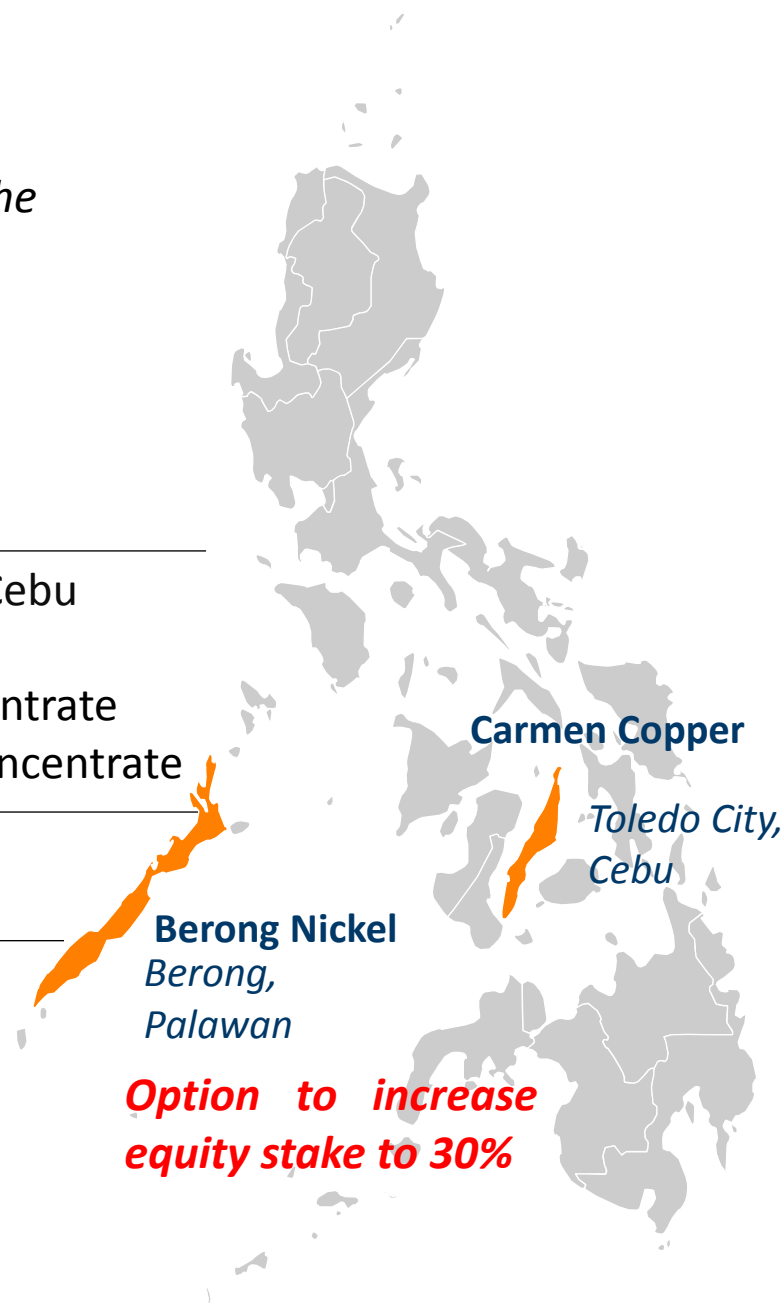 he
Cebu
ntrate
ncentrate
Carmen Copper
Toledo City,
Cebu
Berong Nickel
Berong,
Palawan
Option to increase
equity stake to 30%